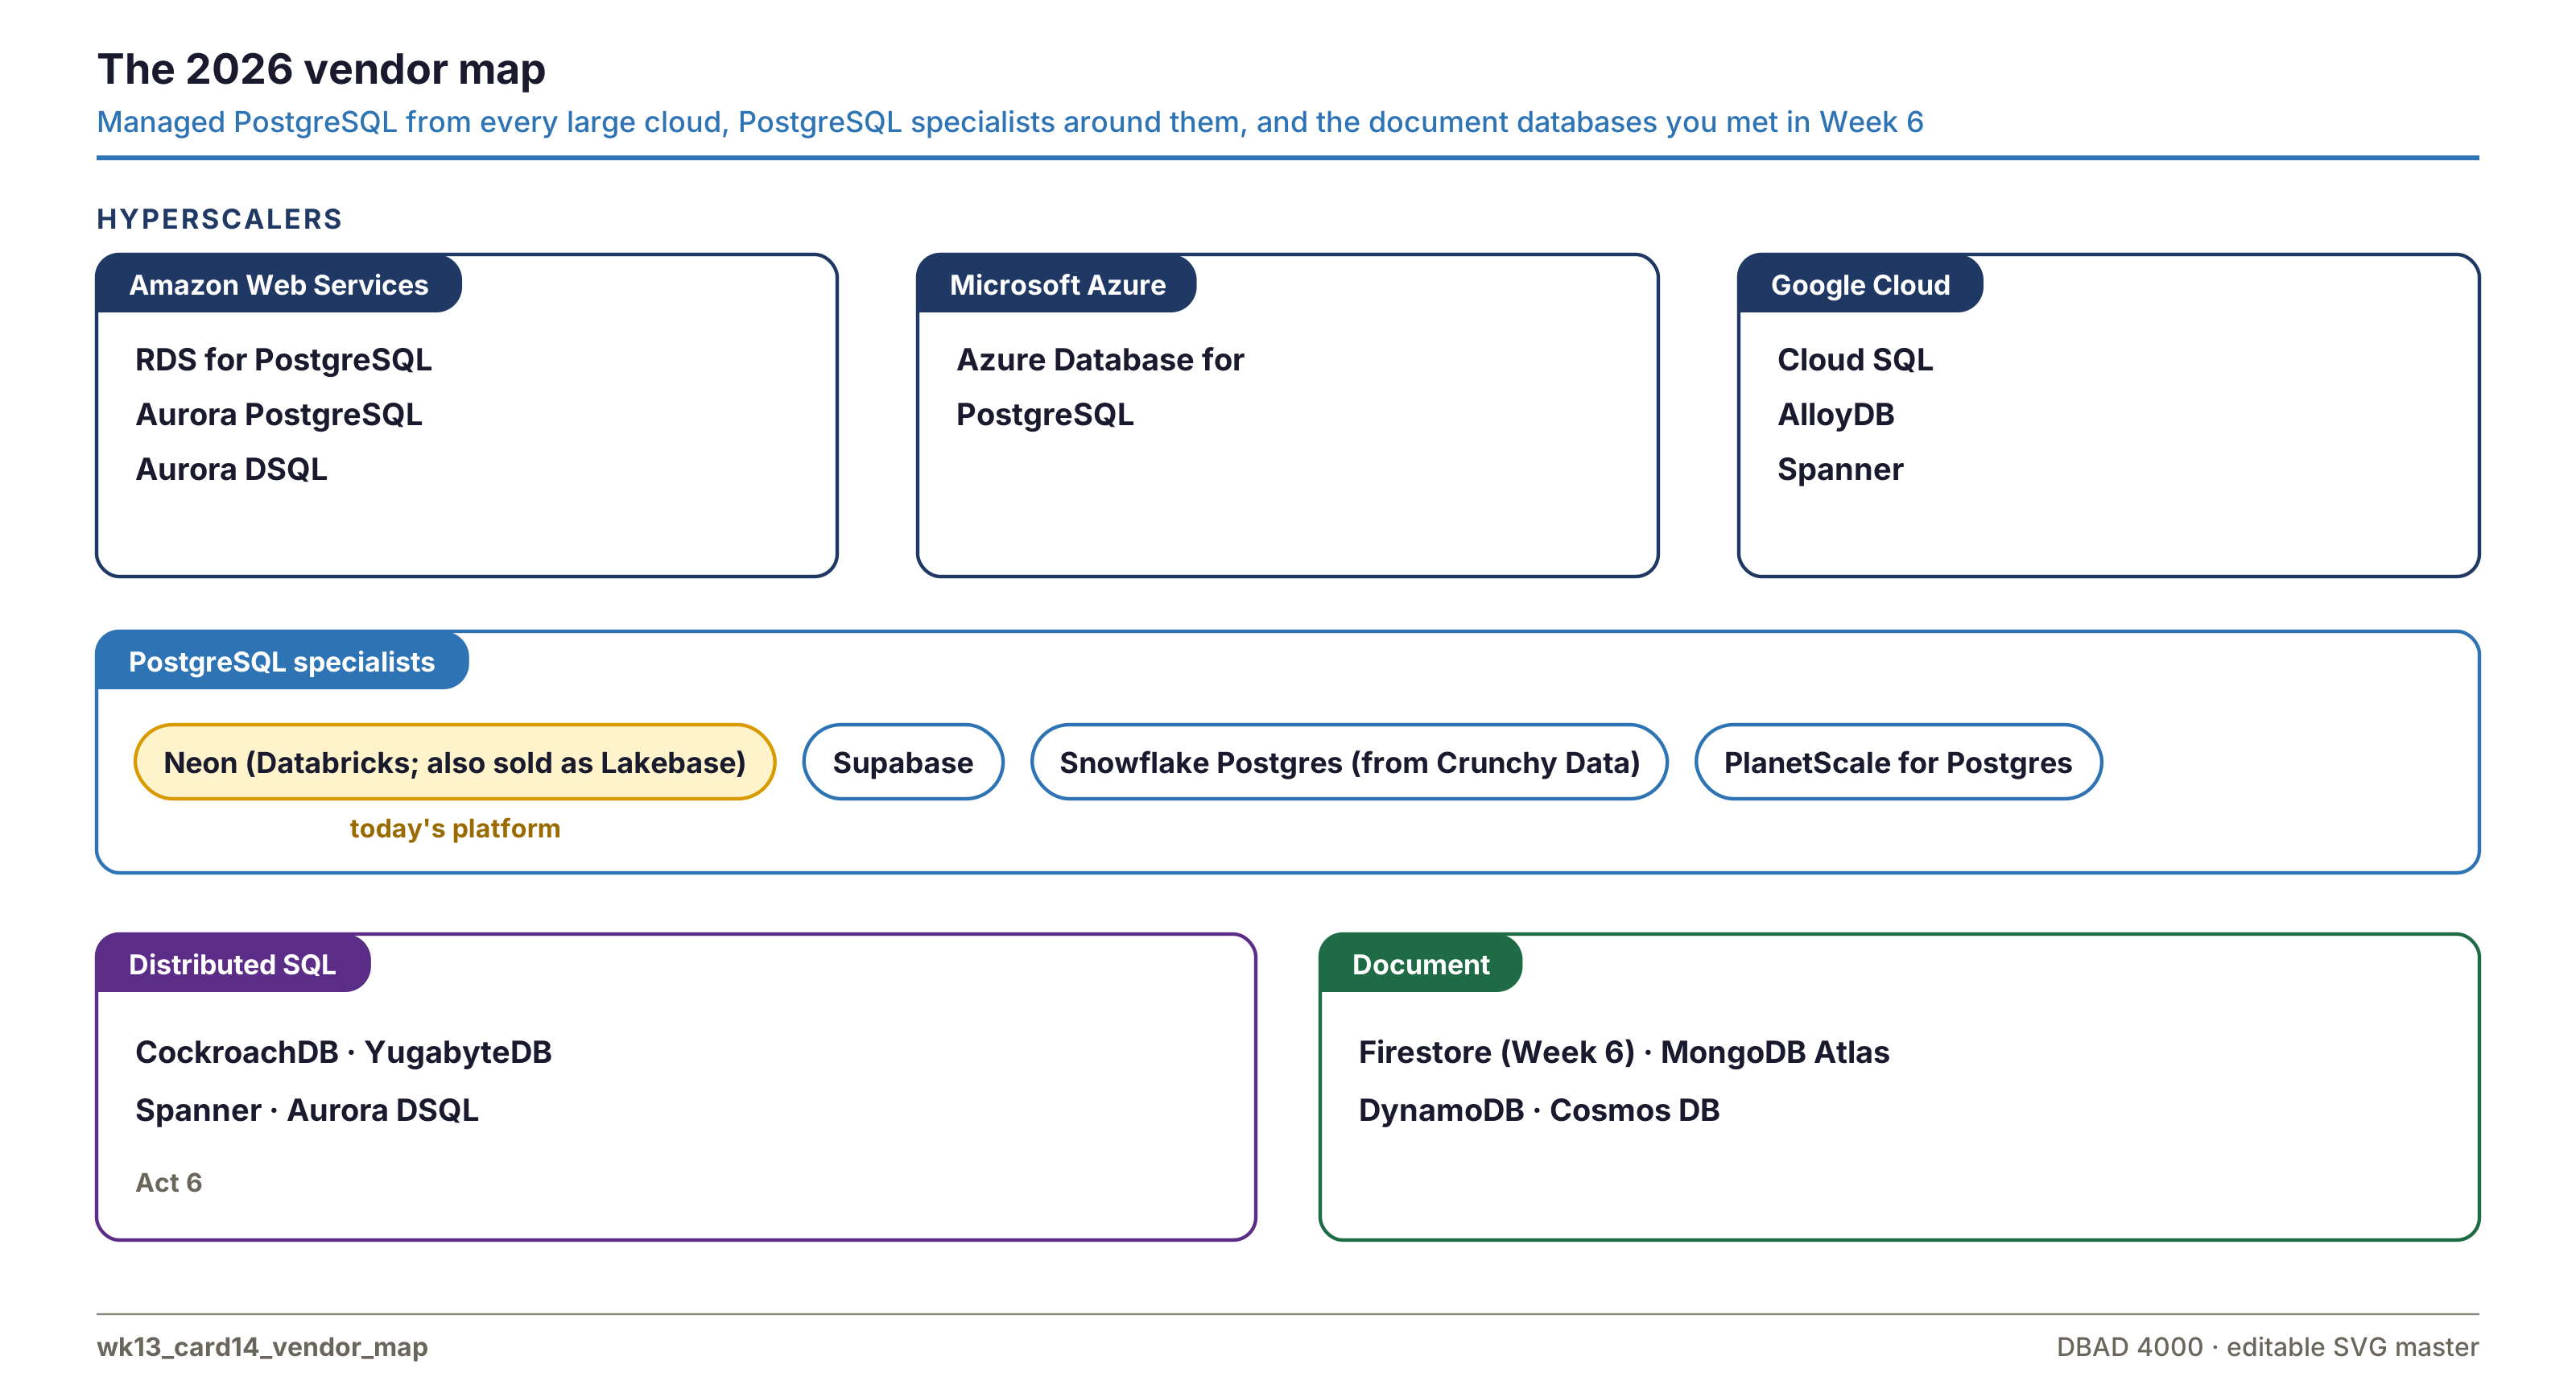 The 2026 vendor map
Managed PostgreSQL from every large cloud, PostgreSQL specialists around them, and the document databases you met in Week 6
HYPERSCALERS
Amazon Web Services
RDS for PostgreSQL
Aurora PostgreSQL
Aurora DSQL
Microsoft Azure
Azure Database for
PostgreSQL
Google Cloud
Cloud SQL
AlloyDB
Spanner
PostgreSQL specialists
Neon (Databricks; also sold as Lakebase)
today's platform
Supabase
Snowflake Postgres (from Crunchy Data)
PlanetScale for Postgres
Distributed SQL
CockroachDB · YugabyteDB
Spanner · Aurora DSQL
Act 6
Document
Firestore (Week 6) · MongoDB Atlas
DynamoDB · Cosmos DB
wk13_card14_vendor_map
DBAD 4000 · editable SVG master